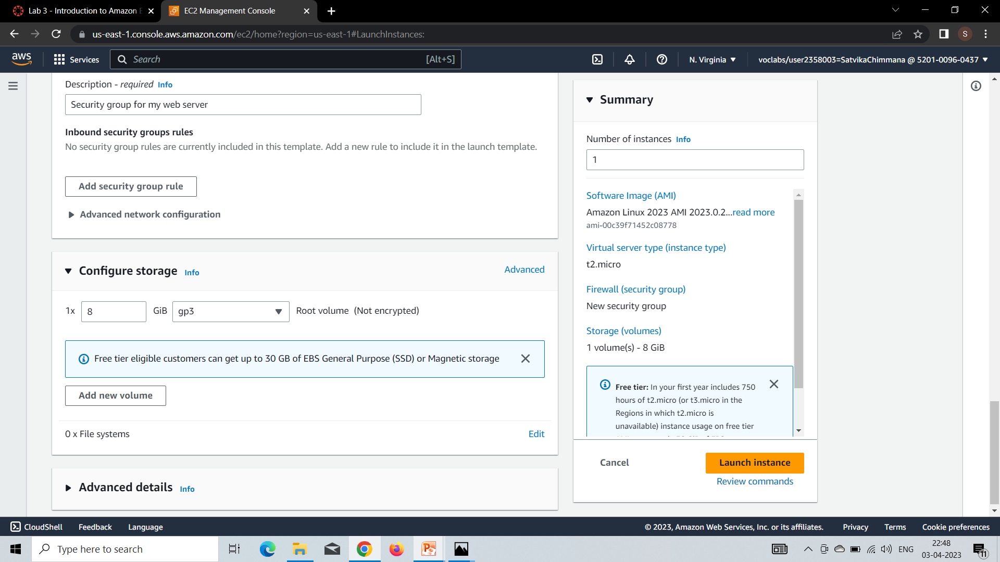 Lab 3 - Introduction to Amazon E
EC2 Management Console
us-east-1.console.aws.amazon.com/ec2/home?region=us-east-1#LaunchInstances:
S
aws
Services
Search
[Alt+S]
N. Virginia
voclabs/user2358003=SatvikaChimmana @ 5201-0096-0437
Description - required Info
Security group for my web server
Inbound security groups rules
No security group rules are currently included in this template. Add a new rule to include it in the launch template.
Add security group rule
Advanced network configuration
Configure storage Info
Advanced
1x 8 GiB gp3 Root volume (Not encrypted)
Free tier eligible customers can get up to 30 GB of EBS General Purpose (SSD) or Magnetic storage
Add new volume
0 x File systems
Edit
Advanced details Info
Summary
Number of instances Info
1
Software Image (AMI)
Amazon Linux 2023 AMI 2023.0.2...read more
ami-00c39f71452c08778
Virtual server type (instance type)
t2.micro
Firewall (security group)
New security group
Storage (volumes)
1 volume(s) - 8 GiB
Free tier: In your first year includes 750
hours of t2.micro (or t3.micro in the
Regions in which t2.micro is
unavailable) instance usage on free tier
Cancel
Launch instance
Review commands
CloudShell
Feedback
Language
© 2023, Amazon Web Services, Inc. or its affiliates.
Privacy
Terms
Cookie preferences
Type here to search
ENG
22:48
03-04-2023
11